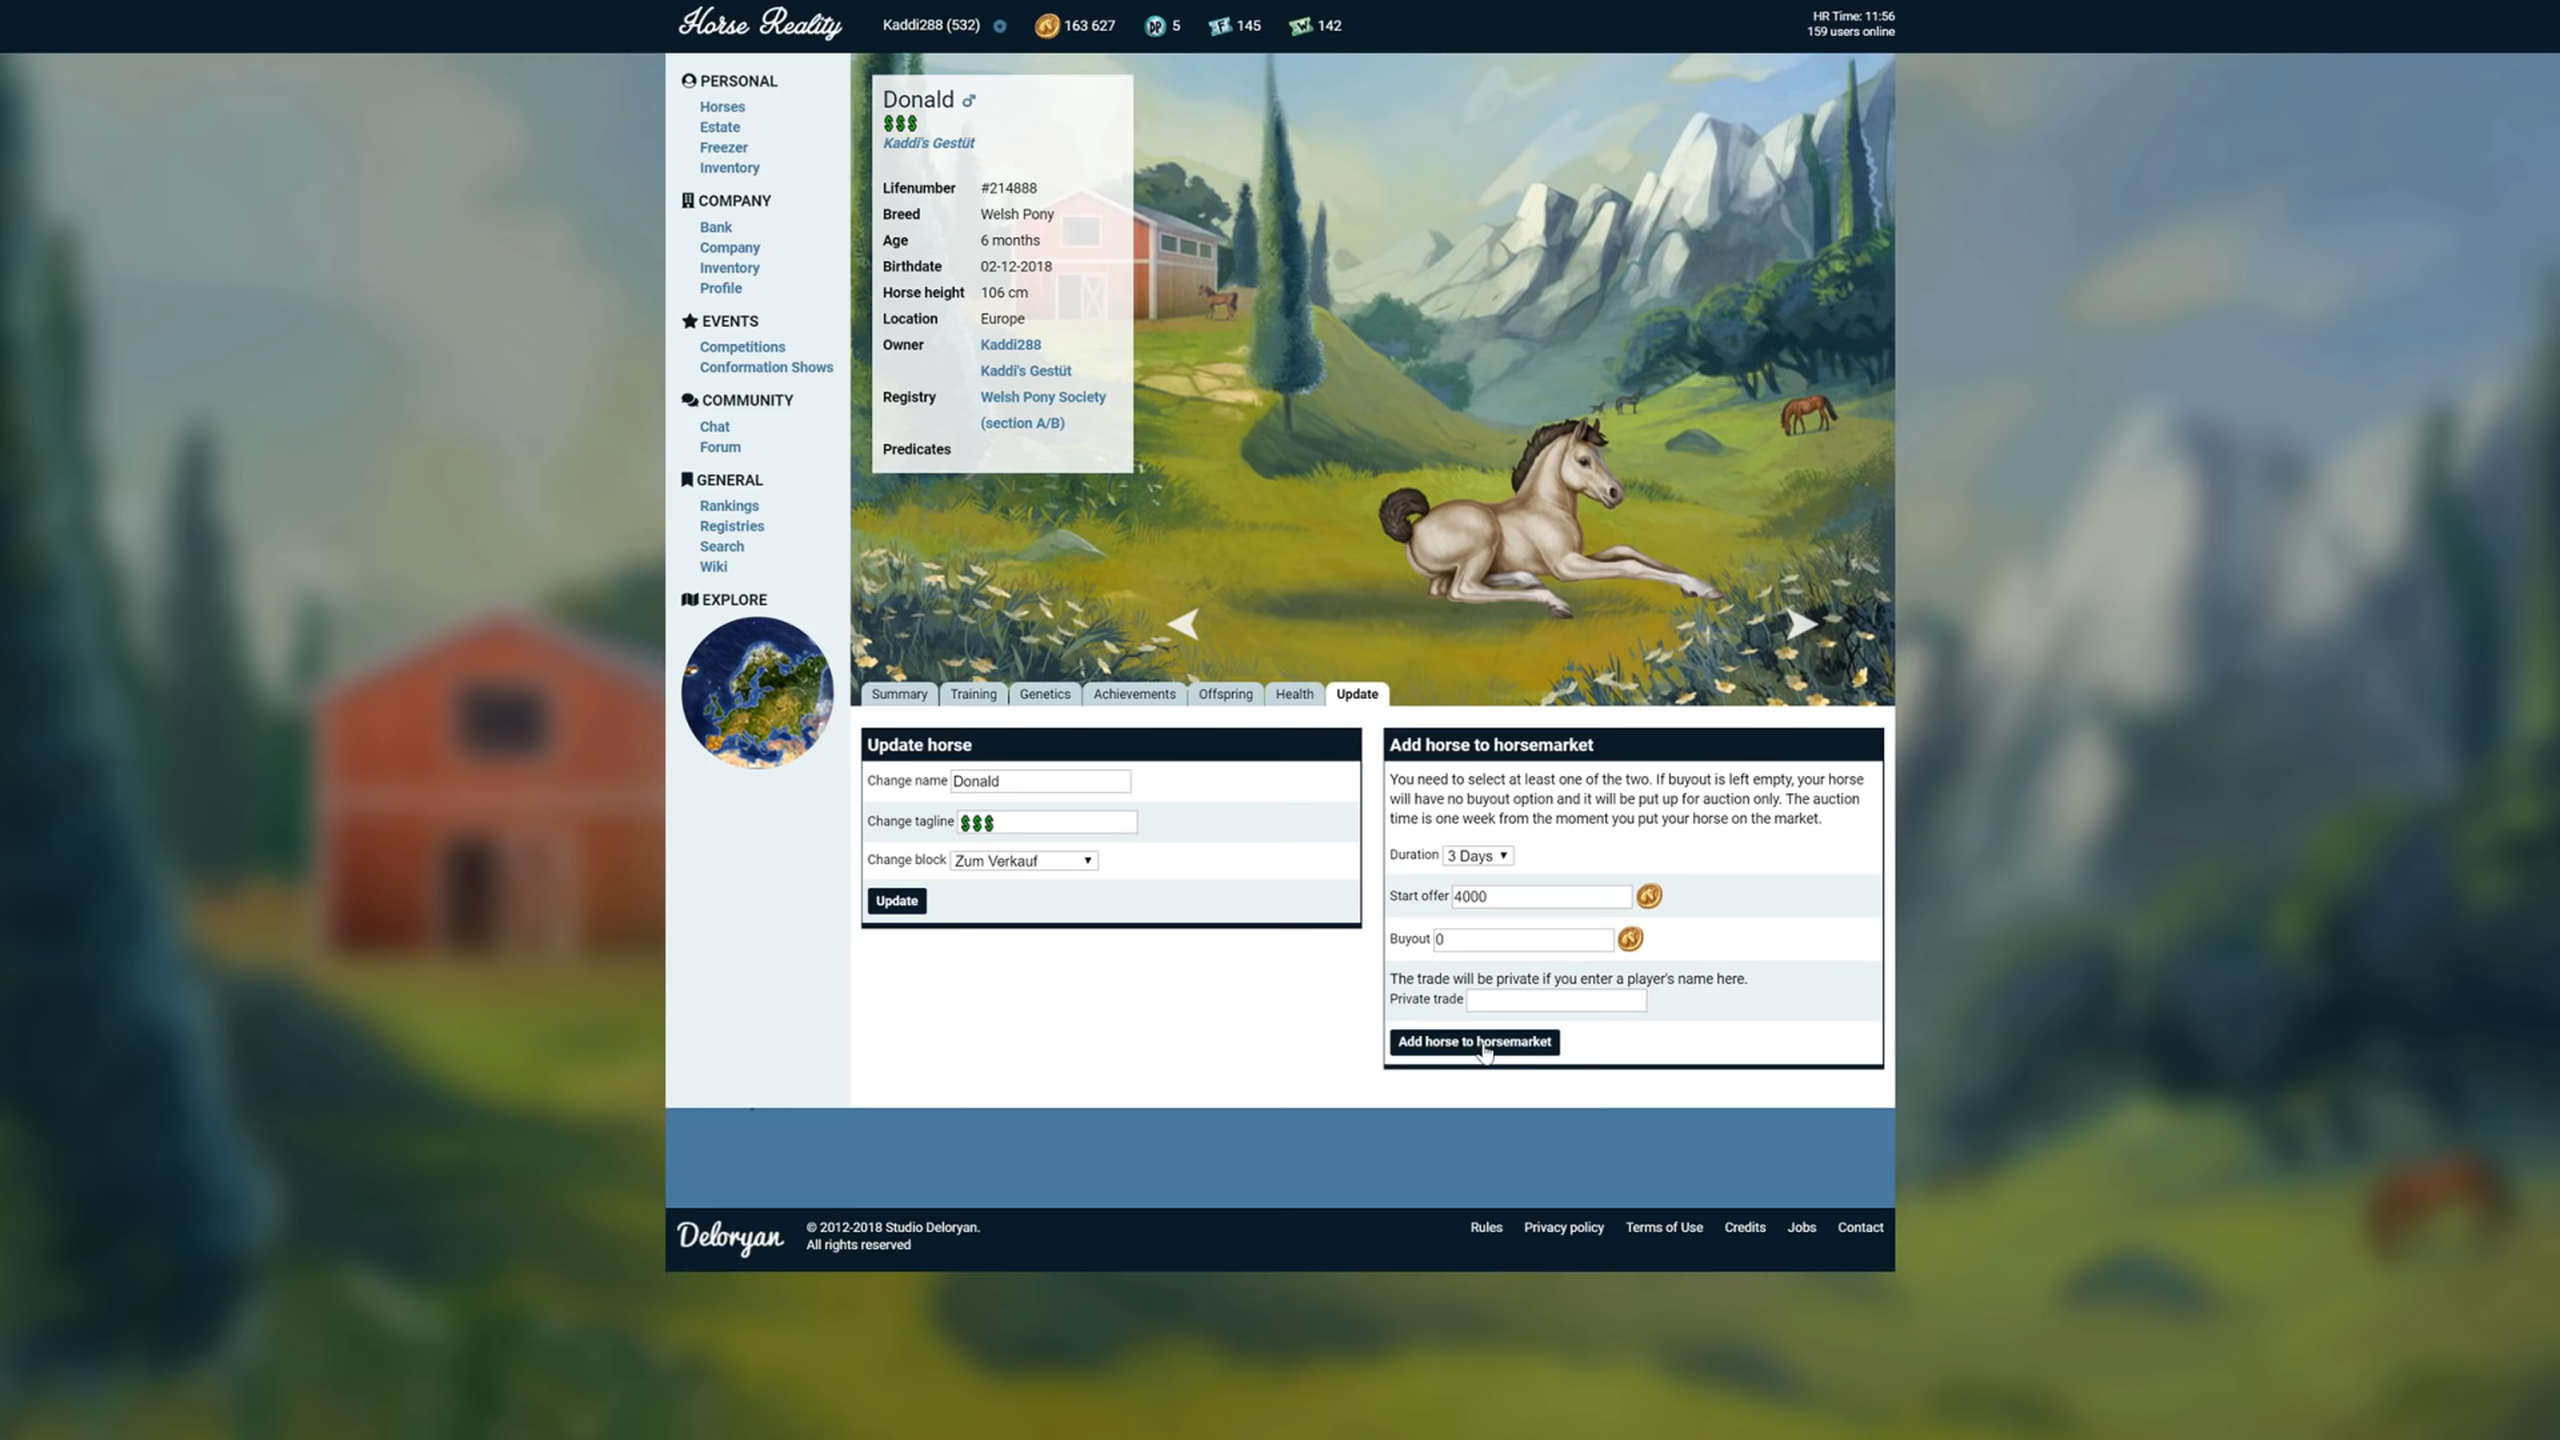 Horse Reality
Kaddi288 (532)
163 627
DP
5
F
145
W
142
HR Time: 11:56
159 users online
PERSONAL
Horses
Estate
Freezer
Inventory
COMPANY
Bank
Company
Inventory
Profile
EVENTS
Competitions
Conformation Shows
COMMUNITY
Chat
Forum
GENERAL
Rankings
Registries
Search
Wiki
EXPLORE
Donald ♂
$$$
Kaddi's Gestüt
Lifenumber #214888
Breed Welsh Pony
Age 6 months
Birthdate 02-12-2018
Horse height 106 cm
Location Europe
Owner Kaddi288
Kaddi's Gestüt
Registry Welsh Pony Society
(section A/B)
Predicates
Summary Training Genetics Achievements Offspring Health Update
Update horse
Change name Donald
Change tagline $$$
Change block Zum Verkauf
Update
Add horse to horsemarket
You need to select at least one of the two. If buyout is left empty, your horse
will have no buyout option and it will be put up for auction only. The auction
time is one week from the moment you put your horse on the market.
Duration 3 Days
Start offer 4000
Buyout 0
The trade will be private if you enter a player's name here.
Private trade
Add horse to horsemarket
Deloryan
© 2012-2018 Studio Deloryan.
All rights reserved
Rules Privacy policy Terms of Use Credits Jobs Contact